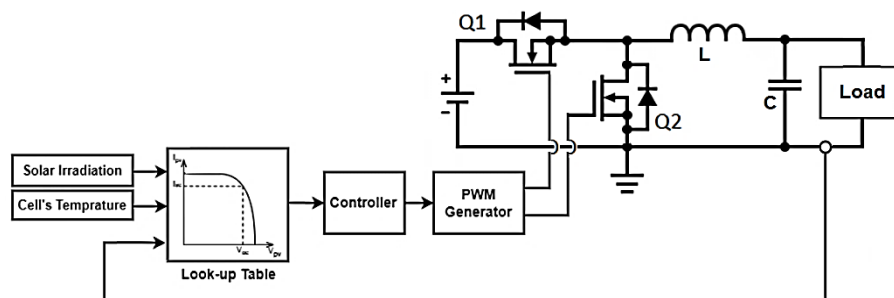 Q1
L
+
-
C
Load
Q2
Solar Irradiation
Cell's Temprature
I
V
Controller
PWM
Generator
Look-up Table